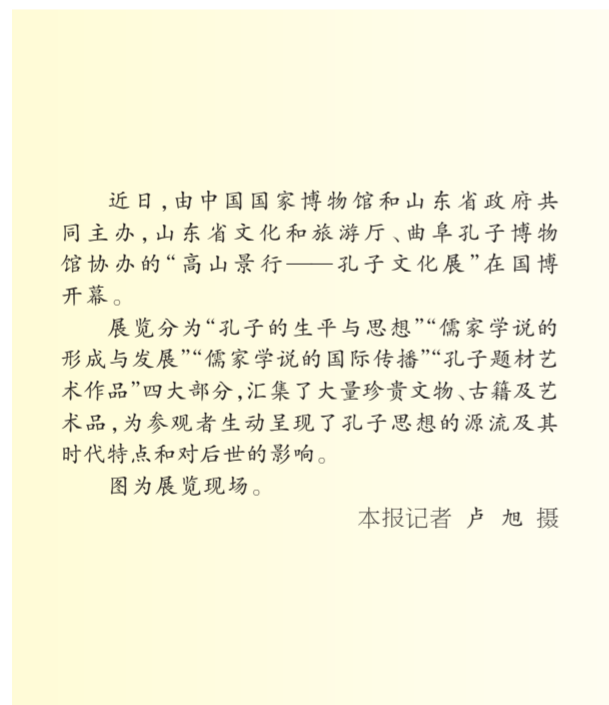 近日,由中国国家博物馆和山东省政府共
同主办,山东省文化和旅游厅、曲阜孔子博物
馆协办的“高山景行——孔子文化展”在国博
开幕。
展览分为“孔子的生平与思想”“儒家学说的
形成与发展”“儒家学说的国际传播”“孔子题材艺
术作品”四大部分,汇集了大量珍贵文物、古籍及艺
术品,为参观者生动呈现了孔子思想的源流及其
时代特点和对后世的影响。
图为展览现场。
本报记者 卢 旭 摄